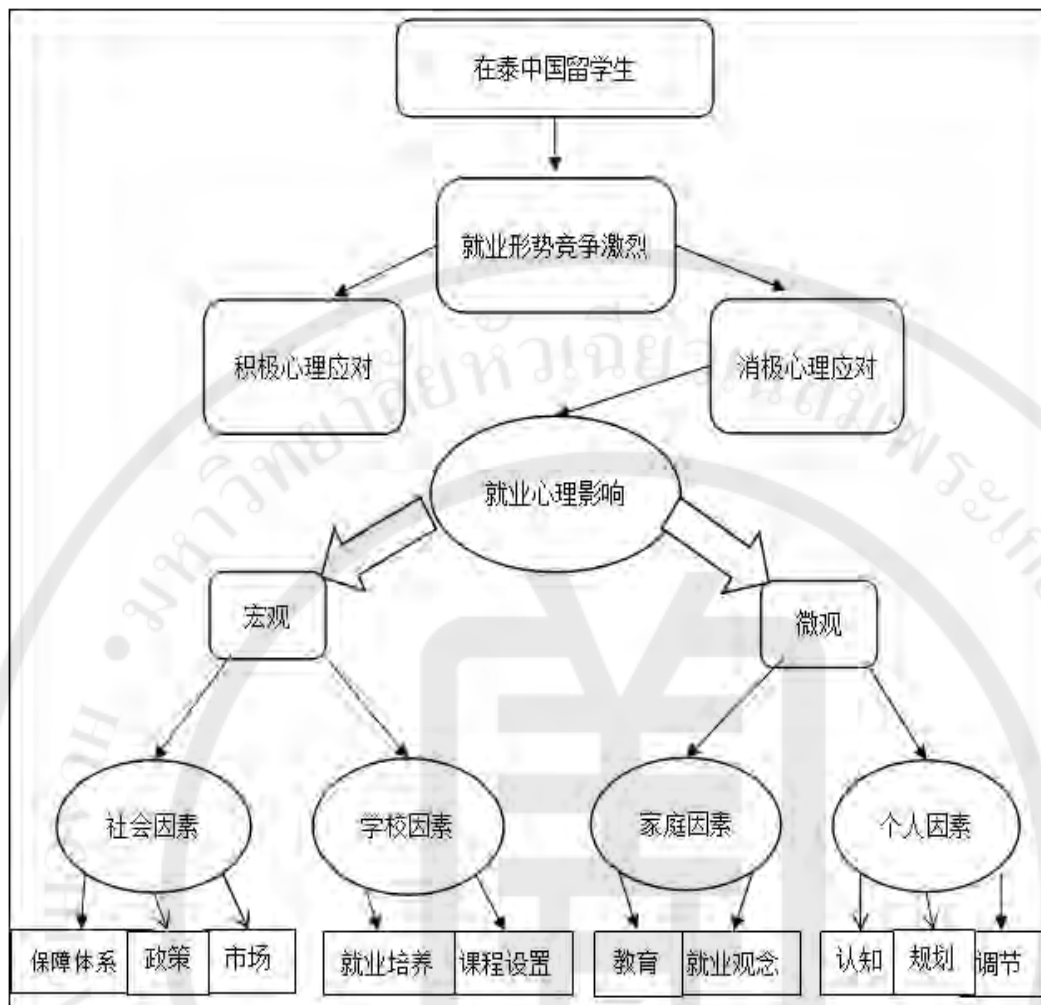 在泰中国留学生
就业形势竞争激烈
积极心理应对
消极心理应对
就业心理影响
宏观
微观
社会因素
学校因素
家庭因素
个人因素
保障体系
政策
市场
就业培养
课程设置
教育
就业观念
认知
规划
调节